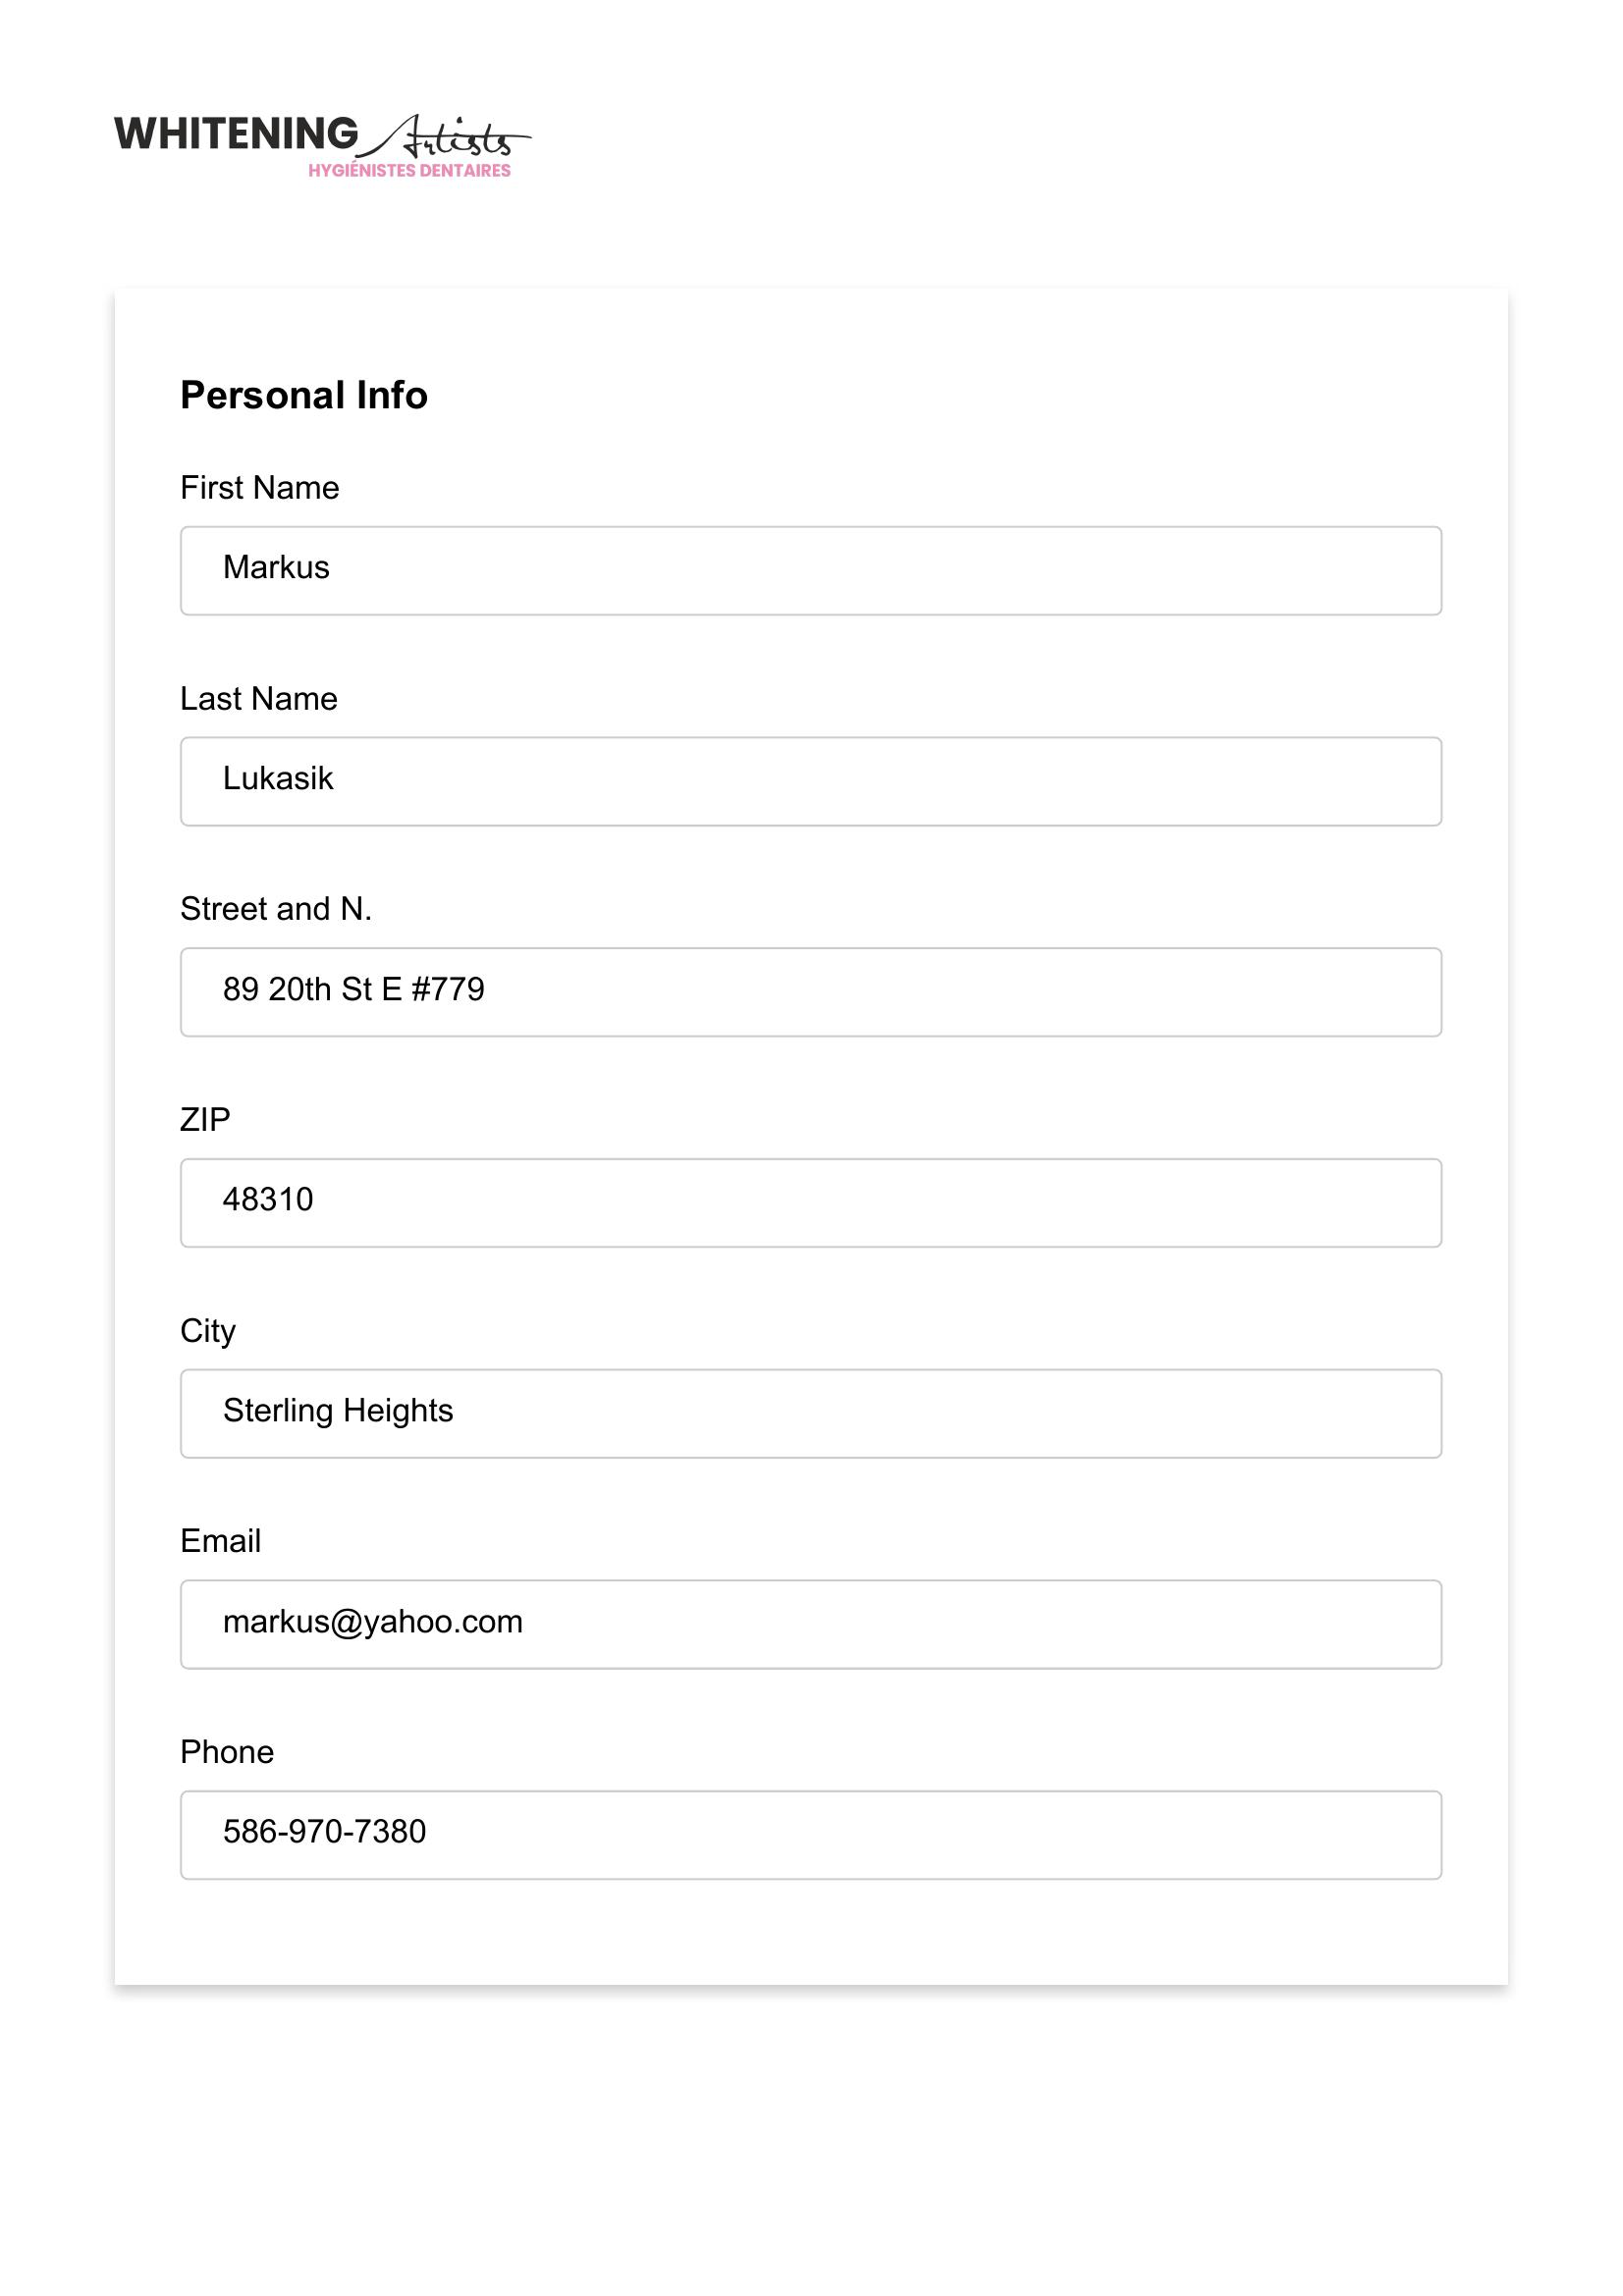 WHITENING Artists
HYGIÉNISTES DENTAIRES
Personal Info
First Name
Markus
Last Name
Lukasik
Street and N.
89 20th St E #779
ZIP
48310
City
Sterling Heights
Email
markus@yahoo.com
Phone
586-970-7380